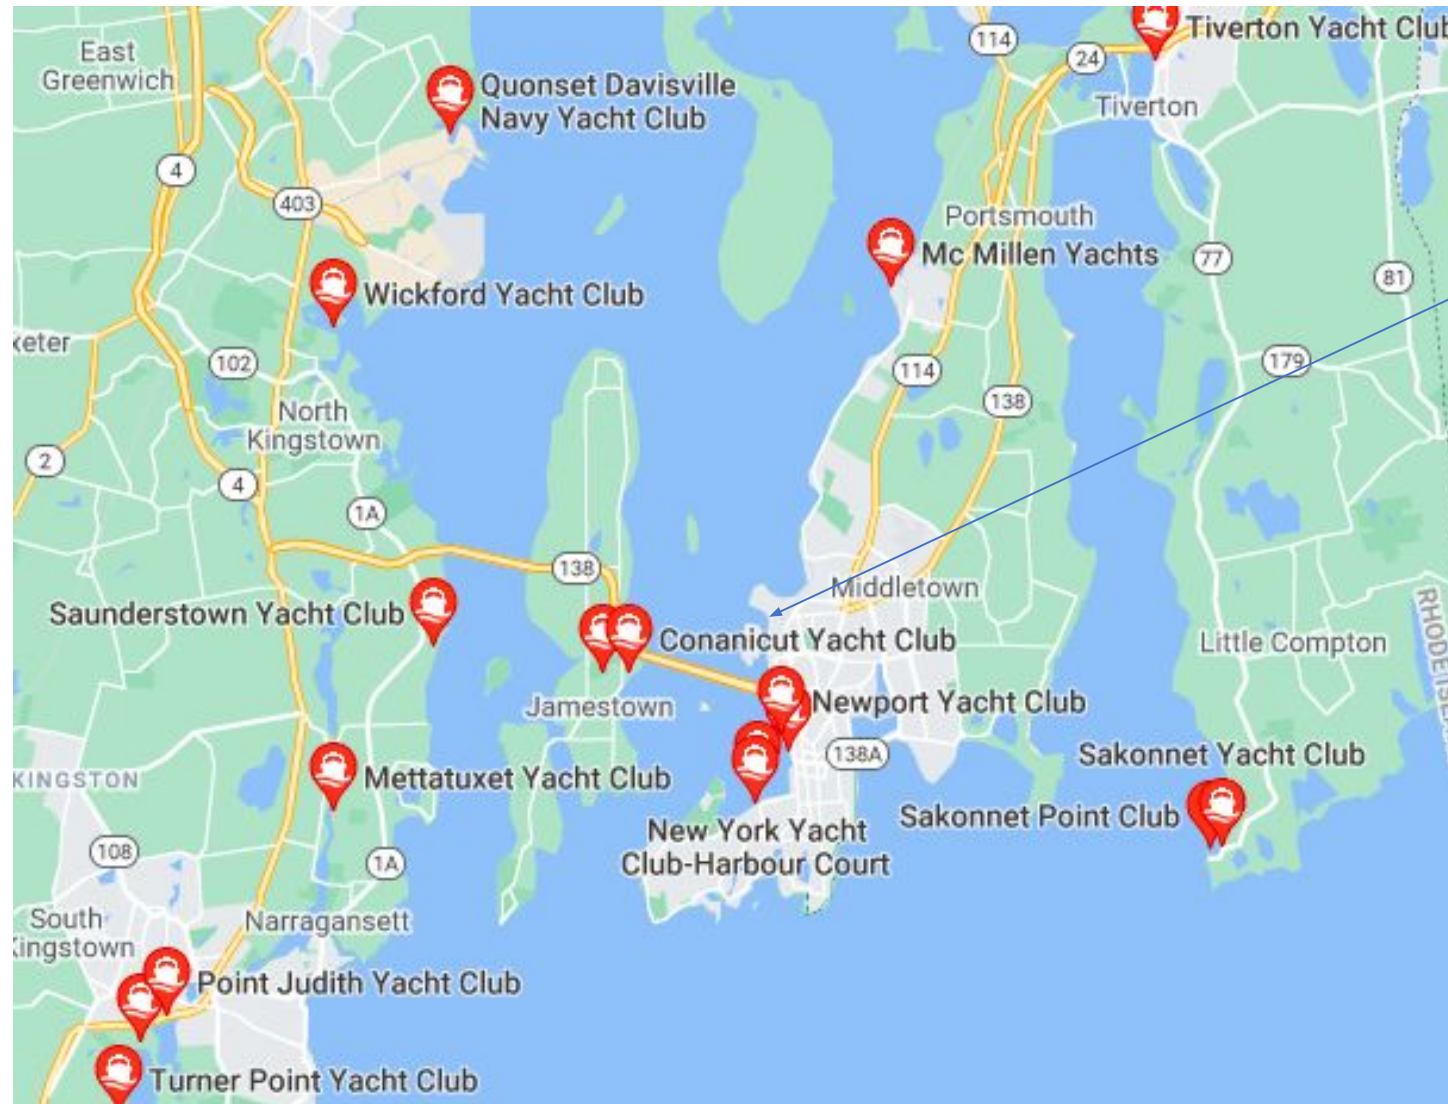 114
Tiverton Yacht Club
East
Greenwich
24
Quonset Davisville
Navy Yacht Club
Tiverton
4
403
Portsmouth
Mc Millen Yachts
77
81
Wickford Yacht Club
xeter
102
179
114
138
North
Kingstown
2
4
1A
138
Middletown
Saunderstown Yacht Club
Conanicut Yacht Club
Little Compton
Jamestown
Newport Yacht Club
138A
Sakonnet Yacht Club
KINGSTON
Mettatuxet Yacht Club
Sakonnet Point Club
New York Yacht
Club-Harbour Court
108
1A
South
Kingstown
Narragansett
Point Judith Yacht Club
Turner Point Yacht Club